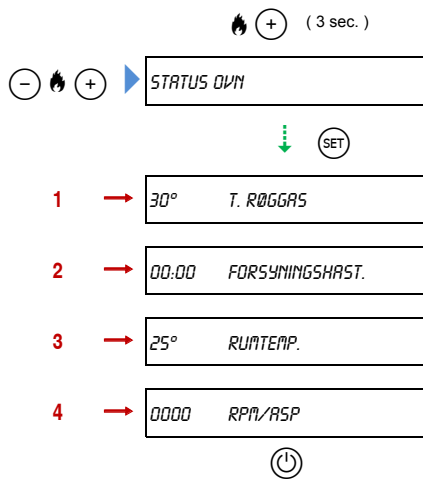 + ( 3 sec. )
- + STATUS OVN
SET
1 30° T. RØGGAS
2 00:00 FORSYNINGSHAST.
3 25° RUMTEMP.
4 0000 RPM/ASP